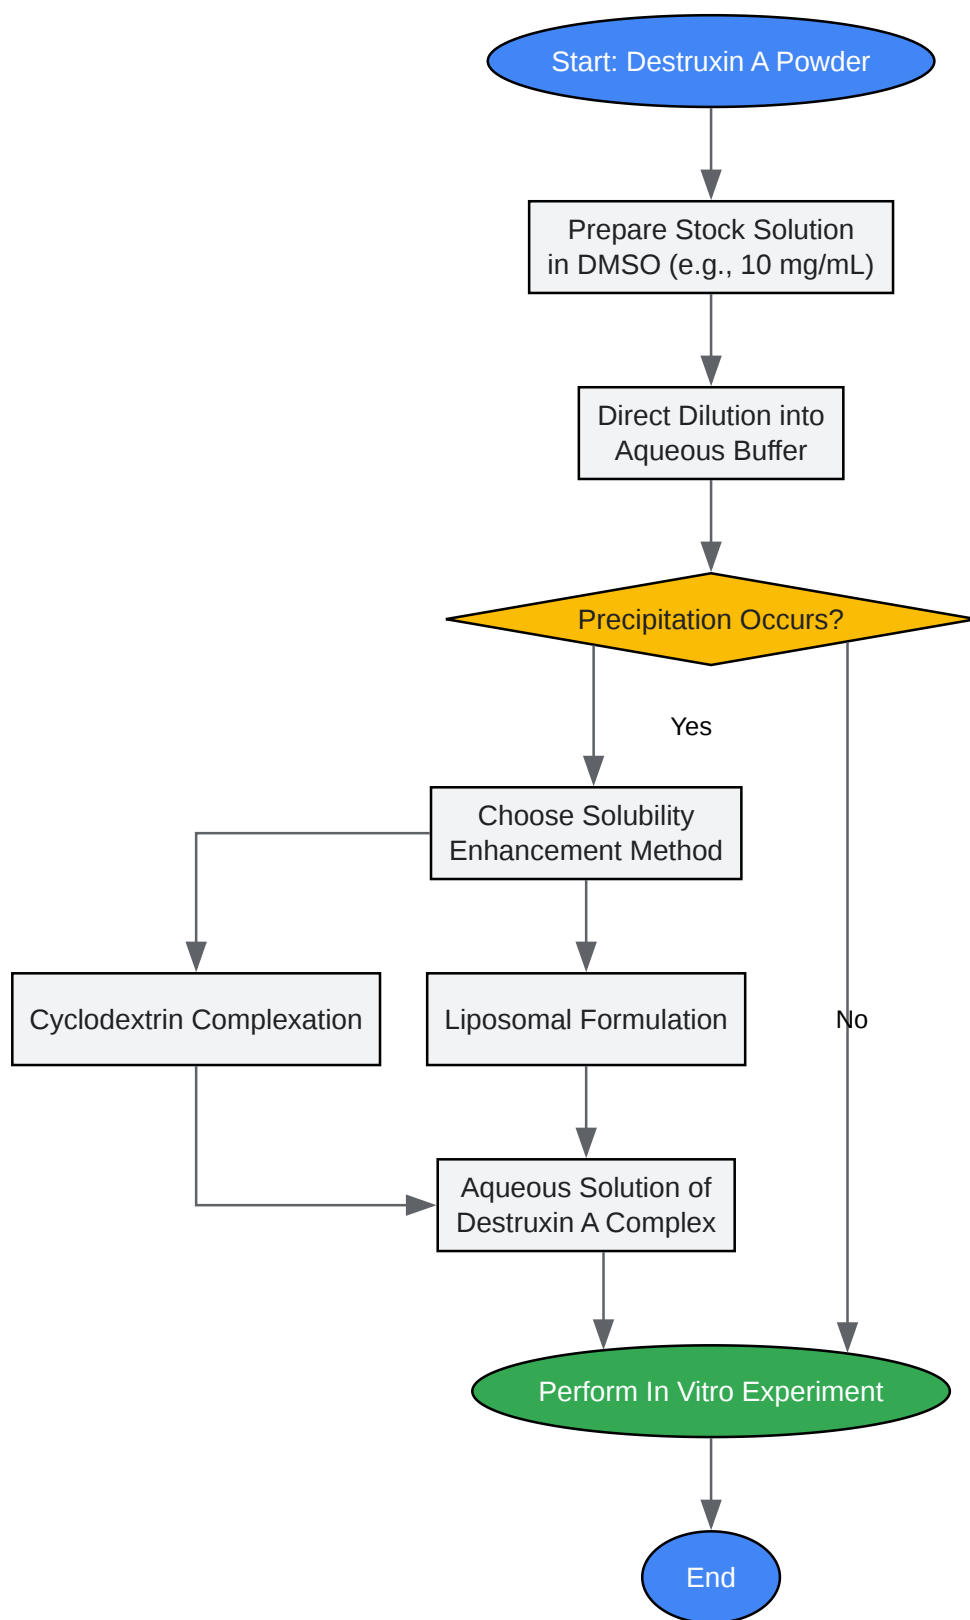 Start: Destruxin A Powder
Prepare Stock Solution
in DMSO (e.g., 10 mg/mL)
Direct Dilution into
Aqueous Buffer
Precipitation Occurs?
Yes
Choose Solubility
Enhancement Method
Cyclodextrin Complexation
Liposomal Formulation
No
Aqueous Solution of
Destruxin A Complex
Perform In Vitro Experiment
End